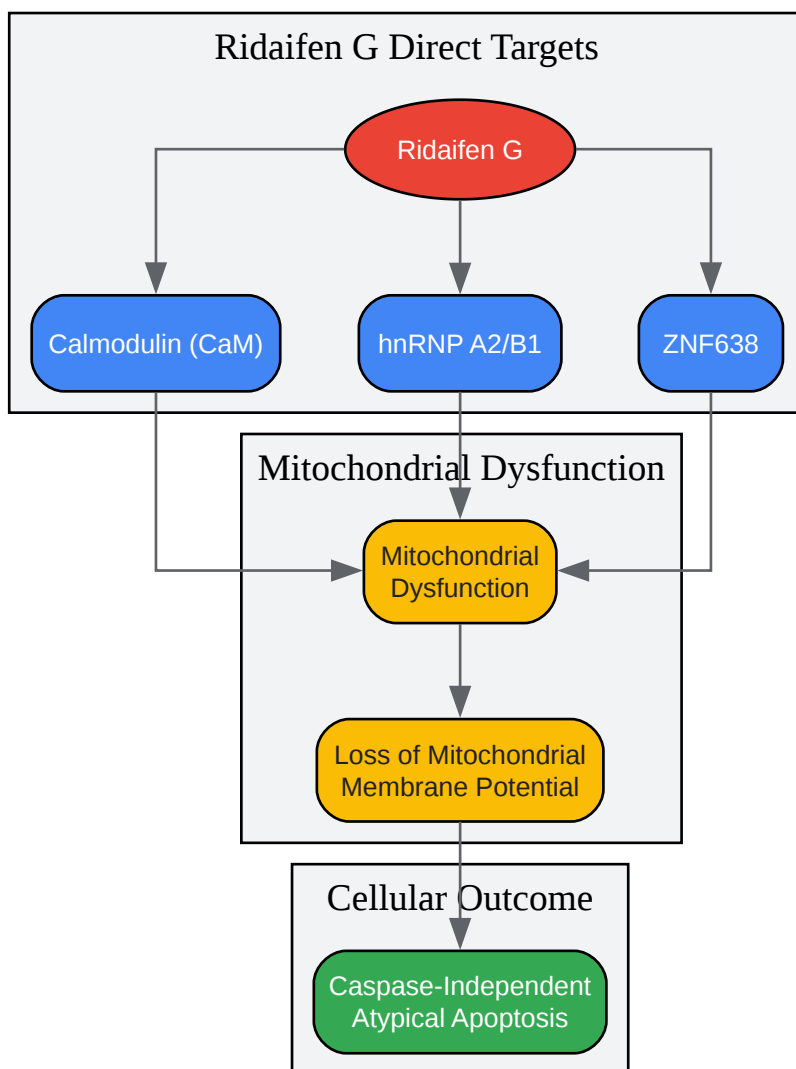 Ridaifen G Direct Targets
Ridaifen G
Calmodulin (CaM)
hnRNP A2/B1
ZNF638
Mitochondrial Dysfunction
Mitochondrial
Dysfunction
Loss of Mitochondrial
Membrane Potential
Cellular Outcome
Caspase-Independent
Atypical Apoptosis